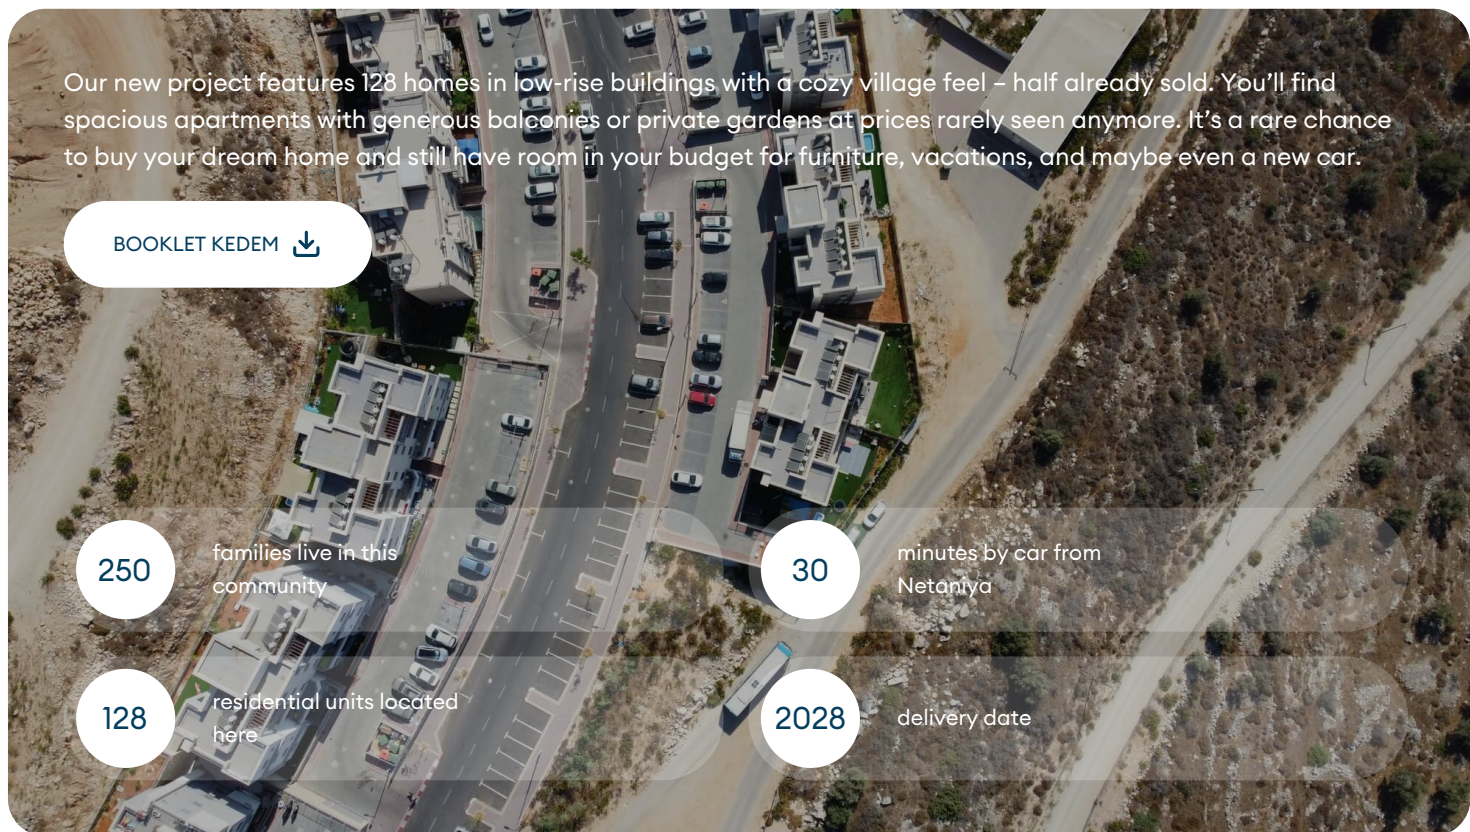 Our new project features 128 homes in low-rise buildings with a cozy village feel – half already sold. You’ll find
spacious apartments with generous balconies or private gardens at prices rarely seen anymore. It’s a rare chance
to buy your dream home and still have room in your budget for furniture, vacations, and maybe even a new car.
BOOKLET KEDEM
250
families live in this
community
30
minutes by car from
Netaniya
128
residential units located
here
2028
delivery date